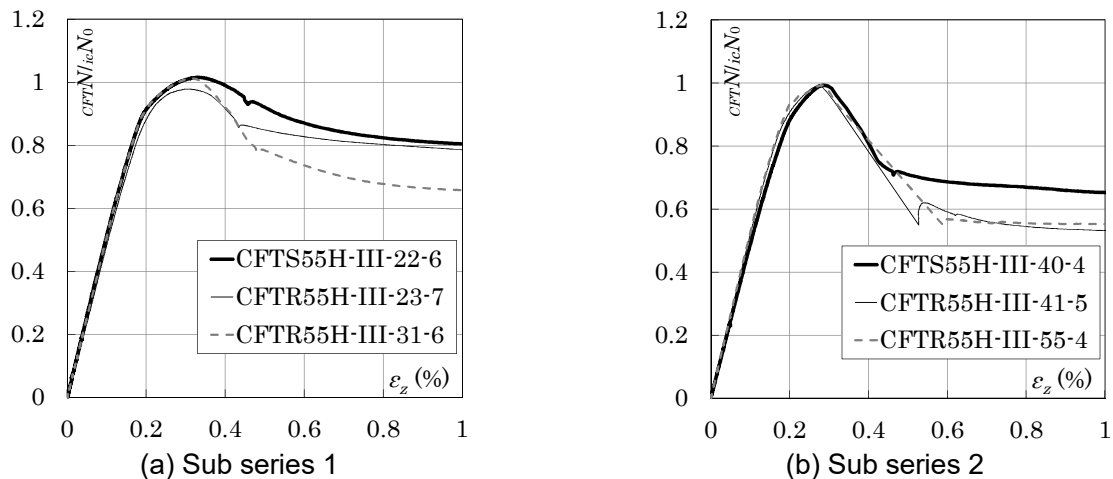 1.2
1
0.8
0.6
0.4
0.2
0
CFTN/icN0
CFTS55H-III-22-6
CFTR55H-III-23-7
CFTR55H-III-31-6
εz (%)
0 0.2 0.4 0.6 0.8 1
(a) Sub series 1
1.2
1
0.8
0.6
0.4
0.2
0
CFTN/icN0
CFTS55H-III-40-4
CFTR55H-III-41-5
CFTR55H-III-55-4
εz (%)
0 0.2 0.4 0.6 0.8 1
(b) Sub series 2